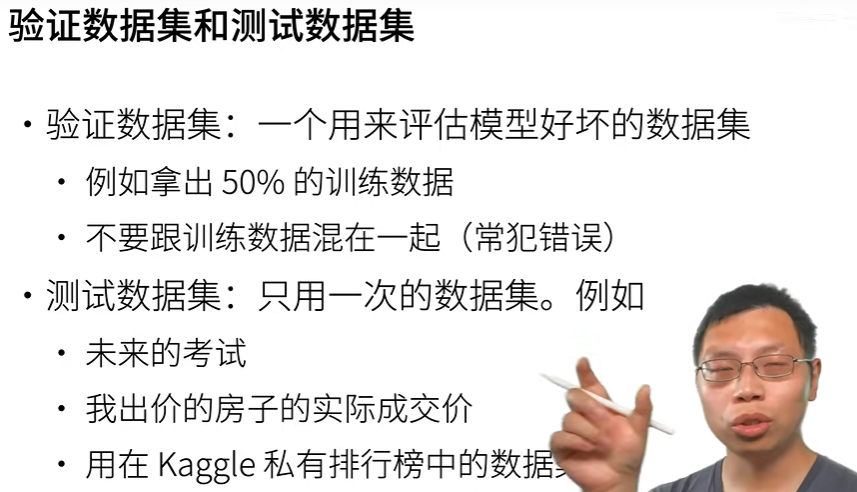 验证数据集和测试数据集
• 验证数据集：一个用来评估模型好坏的数据集
• 例如拿出 50% 的训练数据
• 不要跟训练数据混在一起（常犯错误）
• 测试数据集：只用一次的数据集。例如
• 未来的考试
• 我出价的房子的实际成交价
• 用在 Kaggle 私有排行榜中的数据集